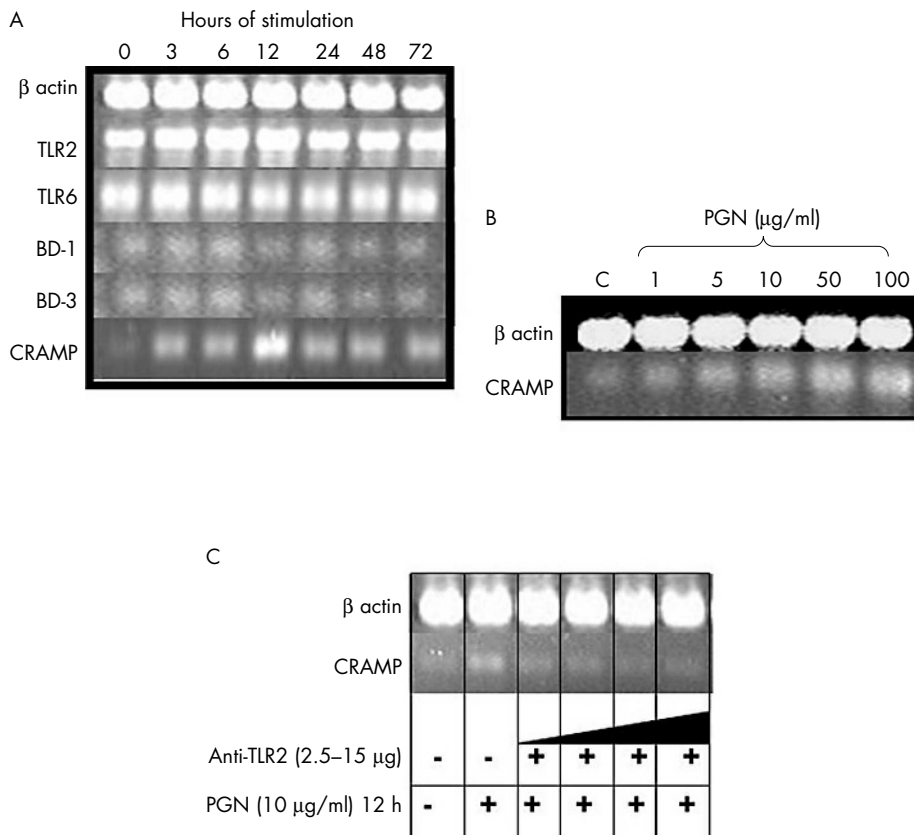 A
Hours of stimulation
0 3 6 12 24 48 72
β actin
TLR2
TLR6
BD-1
BD-3
CRAMP
B
PGN (μg/ml)
C 1 5 10 50 100
β actin
CRAMP
C
β actin
CRAMP
Anti-TLR2 (2.5–15 μg) - - + + + +
PGN (10 μg/ml) 12 h - + + + + +